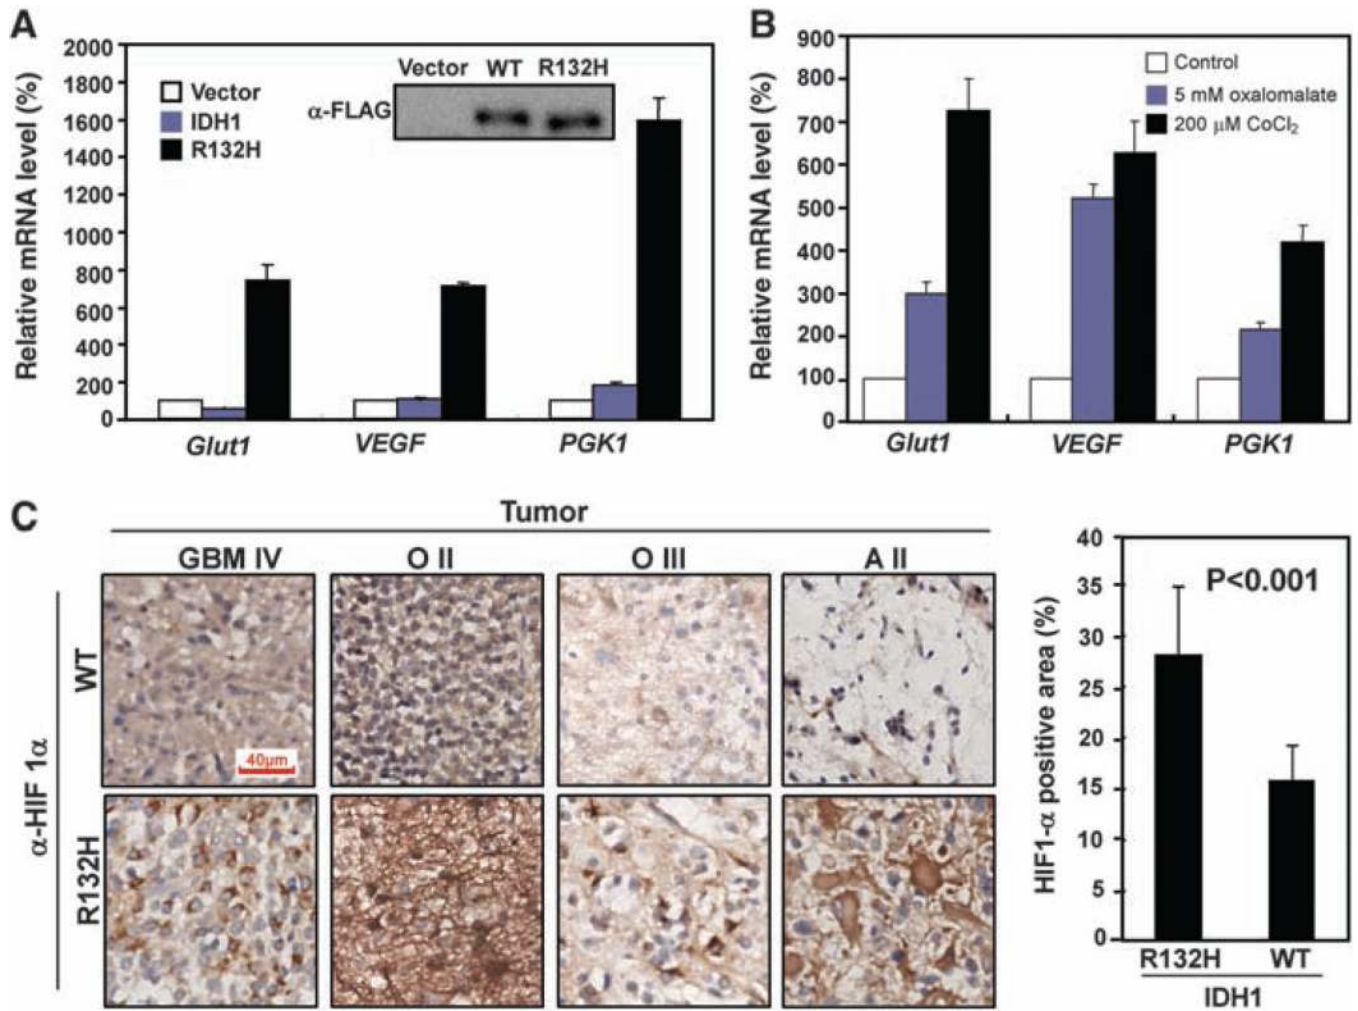 A
Relative mRNA level (%)
2000
1800
1600
1400
1200
1000
800
600
400
200
0
Vector
IDH1
R132H
Vector WT R132H
α-FLAG
Glut1 VEGF PGK1
B
Relative mRNA level (%)
900
800
700
600
500
400
300
200
100
0
Control
5 mM oxalomalate
200 µM CoCl₂
Glut1 VEGF PGK1
C
Tumor
GBM IV O II O III A II
α-HIF 1α
WT
R132H
40µm
HIF1-α positive area (%)
40
35
30
25
20
15
10
5
0
P<0.001
R132H WT
IDH1